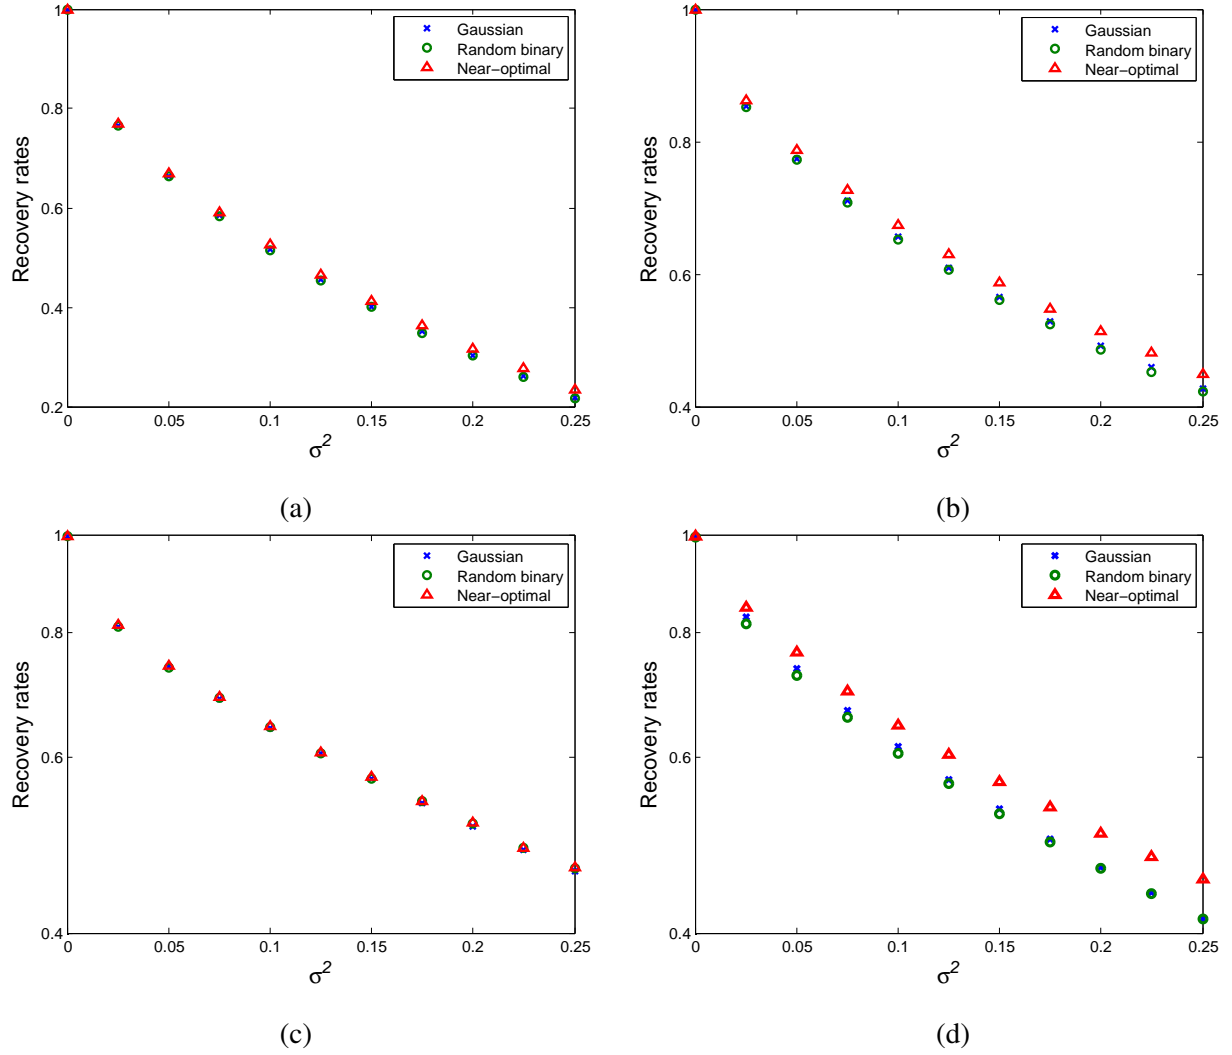 1
0.8
0.6
0.4
0.2
0
0.05
0.1
0.15
0.2
0.25
Recovery rates
σ²
Gaussian
Random binary
Near−optimal
(a)
1
0.8
0.6
0.4
0
0.05
0.1
0.15
0.2
0.25
Recovery rates
σ²
Gaussian
Random binary
Near−optimal
(b)
1
0.8
0.6
0.4
0
0.05
0.1
0.15
0.2
0.25
Recovery rates
σ²
Gaussian
Random binary
Near−optimal
(c)
1
0.8
0.6
0.4
0
0.05
0.1
0.15
0.2
0.25
Recovery rates
σ²
Gaussian
Random binary
Near−optimal
(d)